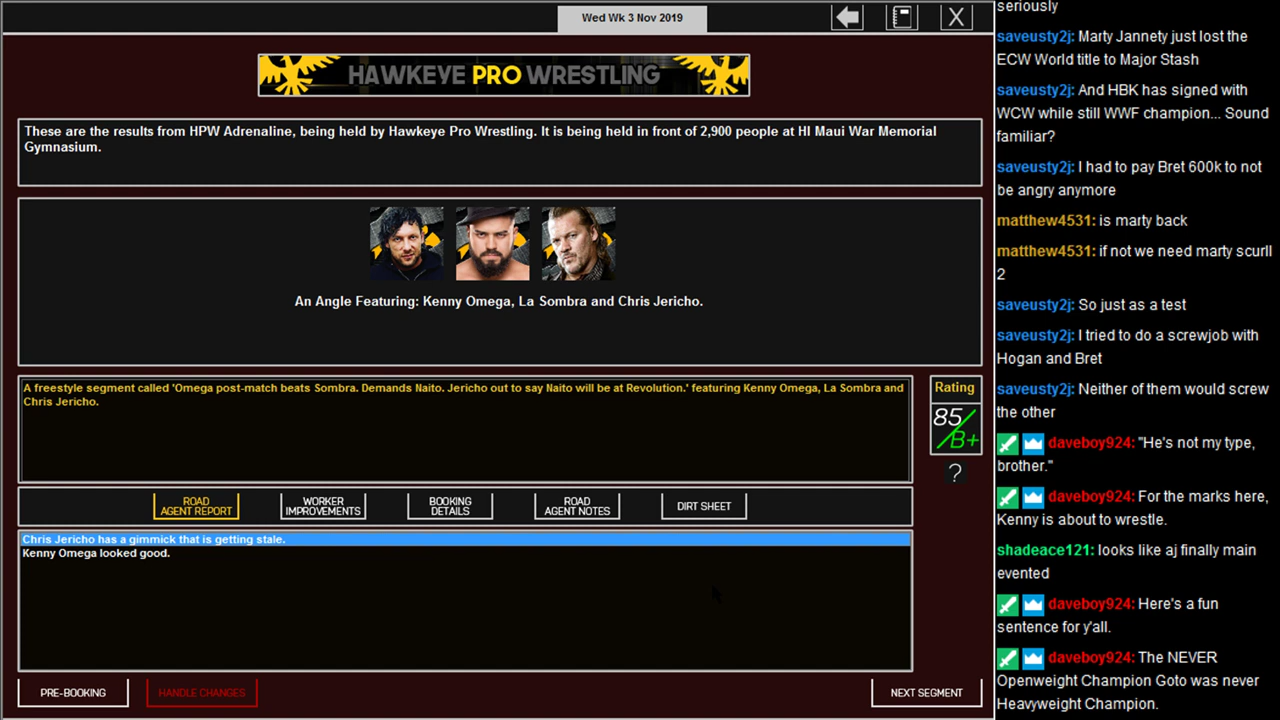 Wed Wk 3 Nov 2019
X
HAWKEYE PRO WRESTLING
These are the results from HPW Adrenaline, being held by Hawkeye Pro Wrestling. It is being held in front of 2,900 people at HI Maui War Memorial
Gymnasium.
An Angle Featuring: Kenny Omega, La Sombra and Chris Jericho.
A freestyle segment called 'Omega post-match beats Sombra. Demands Naito. Jericho out to say Naito will be at Revolution.' featuring Kenny Omega, La Sombra and
Chris Jericho.
Rating
85/
B+
?
ROAD
AGENT REPORT
WORKER
IMPROVEMENTS
BOOKING
DETAILS
ROAD
AGENT NOTES
DIRT SHEET
Chris Jericho has a gimmick that is getting stale.
Kenny Omega looked good.
PRE-BOOKING
HANDLE CHANGES
NEXT SEGMENT
seriously
saveusty2j: Marty Jannety just lost the
ECW World title to Major Stash
saveusty2j: And HBK has signed with
WCW while still WWF champion... Sound
familiar?
saveusty2j: I had to pay Bret 600k to not
be angry anymore
matthew4531: is marty back
matthew4531: if not we need marty scurll
2
saveusty2j: So just as a test
saveusty2j: I tried to do a screwjob with
Hogan and Bret
saveusty2j: Neither of them would screw
the other
daveboy924: "He's not my type,
brother."
daveboy924: For the marks here,
Kenny is about to wrestle.
shadeace121: looks like aj finally main
evented
daveboy924: Here's a fun
sentence for y'all.
daveboy924: The NEVER
Openweight Champion Goto was never
Heavyweight Champion.